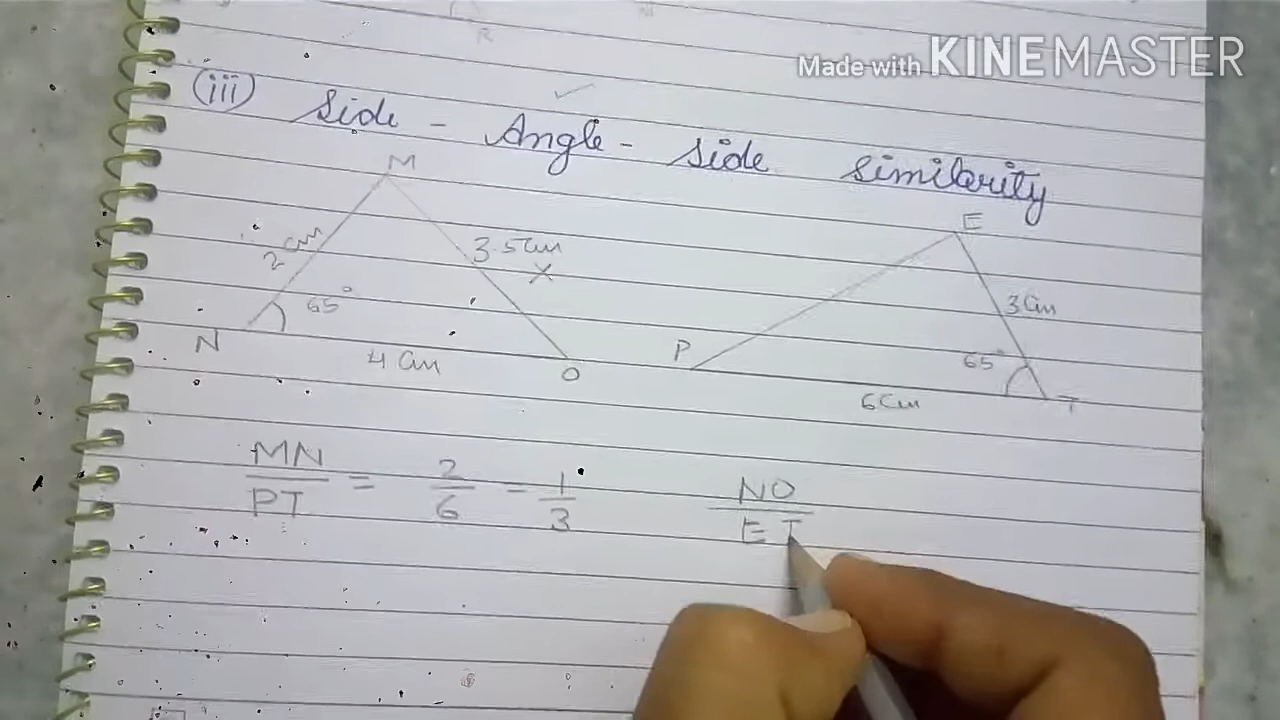 Made with KINEMASTER
R
(iii) Side - Angle - Side similarity
M
E
2 cm
3.5 cm
65°
3 cm
N
4 cm
O
P
65°
6 cm
T
MN/PT = 2/6 = 1/3
NO/ET